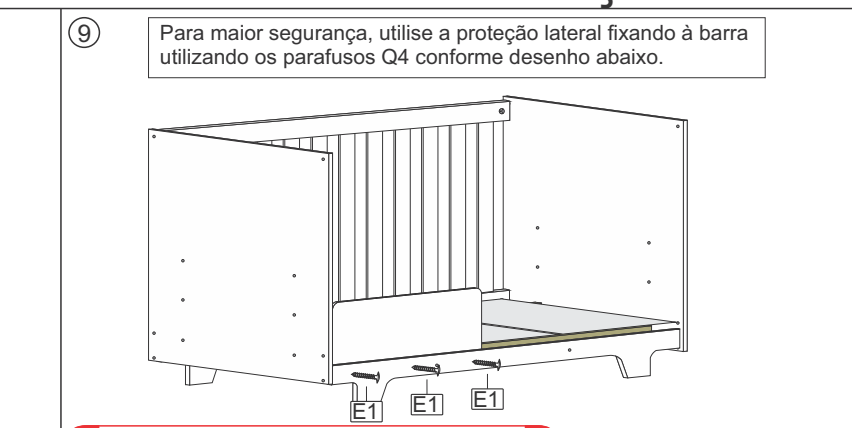 9
Para maior segurança, utilise a proteção lateral fixando à barra
utilizando os parafusos Q4 conforme desenho abaixo.
E1
E1
E1